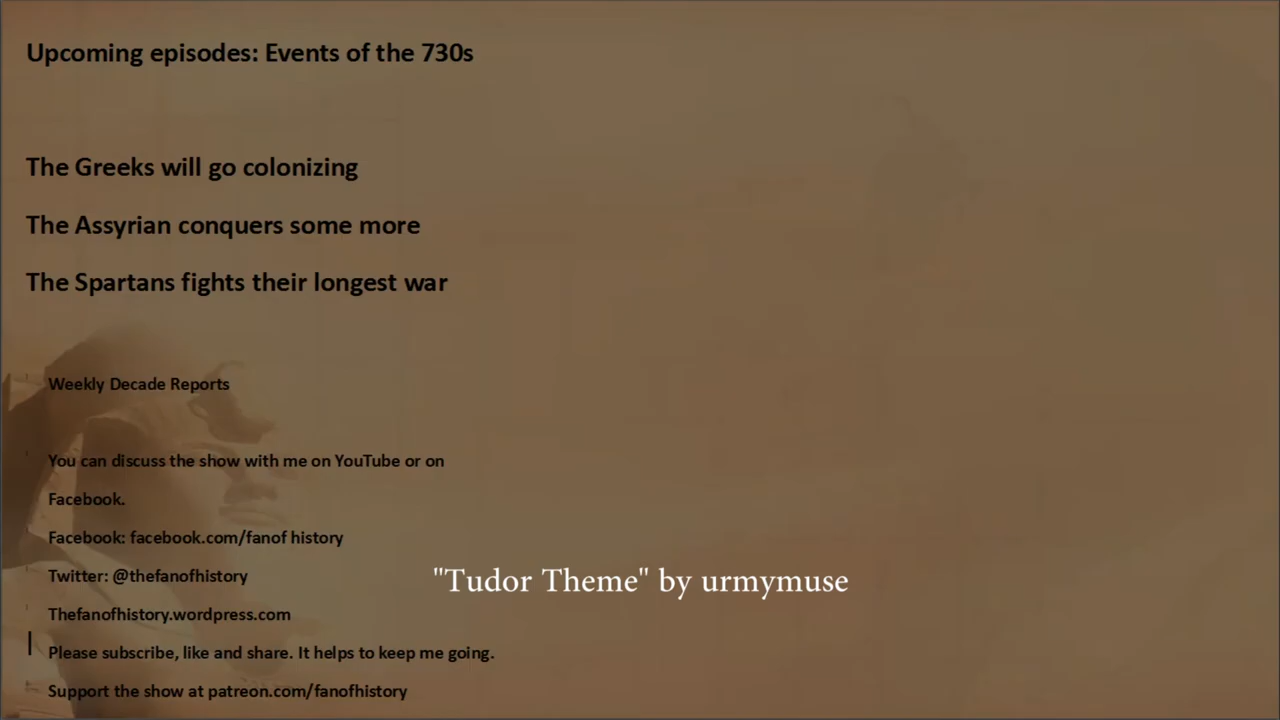 Upcoming episodes: Events of the 730s
The Greeks will go colonizing
The Assyrian conquers some more
The Spartans fights their longest war
Weekly Decade Reports
You can discuss the show with me on YouTube or on
Facebook.
Facebook: facebook.com/fanof history
Twitter: @thefanofhistory
"Tudor Theme" by urmymuse
Thefanofhistory.wordpress.com
Please subscribe, like and share. It helps to keep me going.
Support the show at patreon.com/fanofhistory